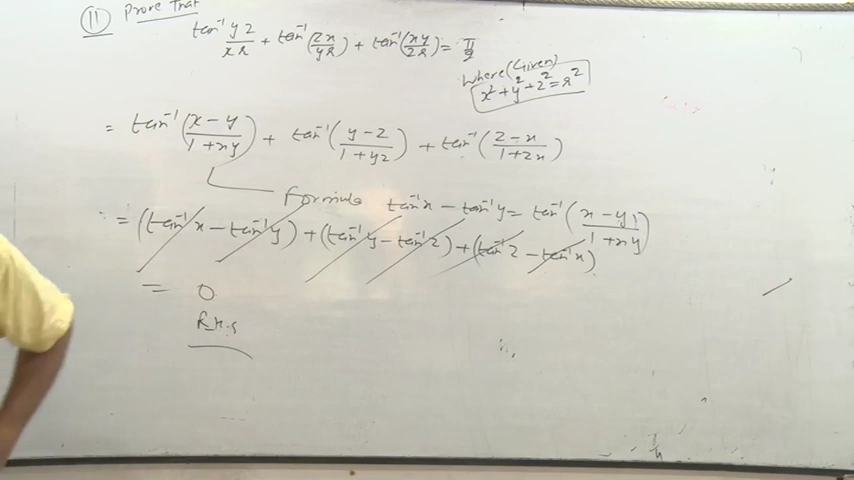 ⑪ Prove That
tan⁻¹ yz/xr + tan⁻¹(zx/yr) + tan⁻¹(xy/zr) = π/2
Where (Given)
x² + y² + z² = r²
= tan⁻¹((x-y)/(1+xy)) + tan⁻¹((y-z)/(1+yz)) + tan⁻¹((z-x)/(1+zx))
Formula tan⁻¹x - tan⁻¹y = tan⁻¹((x-y)/(1+xy))
∴ = (tan⁻¹x - tan⁻¹y) + (tan⁻¹y - tan⁻¹z) + (tan⁻¹z - tan⁻¹x)
= 0
R.H.S